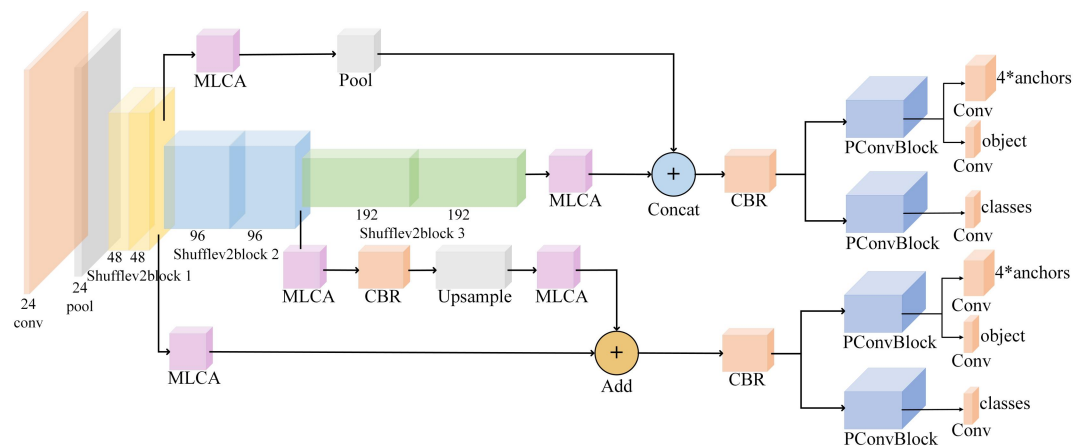 MLCA
Pool
4*anchors
Conv
object
Conv
PConvBlock
MLCA
Concat
CBR
classes
Conv
PConvBlock
192
192
Shufflev2block 3
96
96
Shufflev2block 2
48
48
Shufflev2block 1
24
pool
24
conv
MLCA
CBR
Upsample
MLCA
4*anchors
Conv
object
Conv
PConvBlock
MLCA
Add
CBR
classes
Conv
PConvBlock
+
+